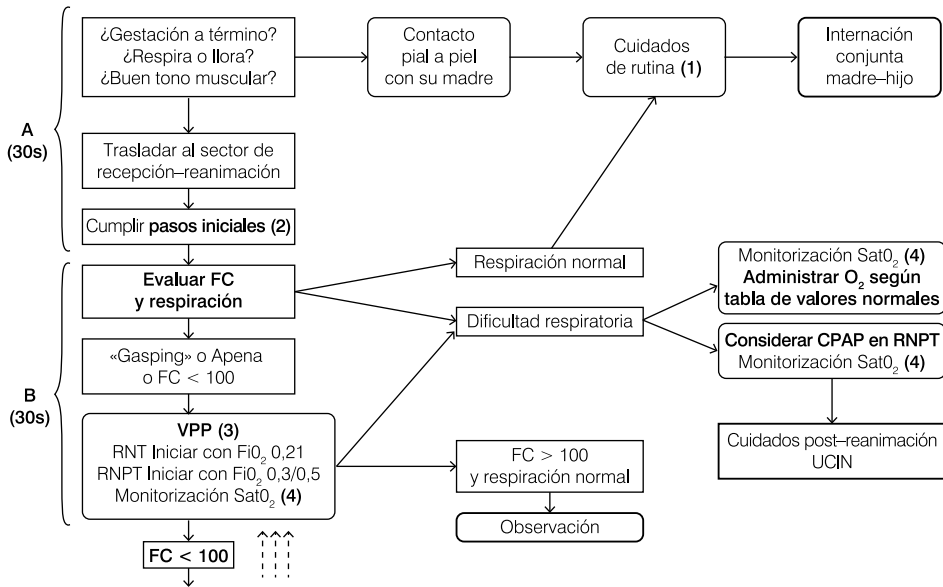 ¿Gestación a término?
¿Respira o llora?
¿Buen tono muscular?
Contacto
pial a piel
con su madre
Cuidados
de rutina (1)
Internación
conjunta
madre–hijo
A
(30s)
Trasladar al sector de
recepción–reanimación
Cumplir pasos iniciales (2)
Evaluar FC
y respiración
Respiración normal
Dificultad respiratoria
Monitorización Sat0₂ (4)
Administrar O₂ según
tabla de valores normales
Considerar CPAP en RNPT
Monitorización Sat0₂ (4)
B
(30s)
«Gasping» o Apena
o FC < 100
VPP (3)
RNT Iniciar con Fi0₂ 0,21
RNPT Iniciar con Fi0₂ 0,3/0,5
Monitorización Sat0₂ (4)
FC > 100
y respiración normal
Cuidados post–reanimación
UCIN
Observación
FC < 100